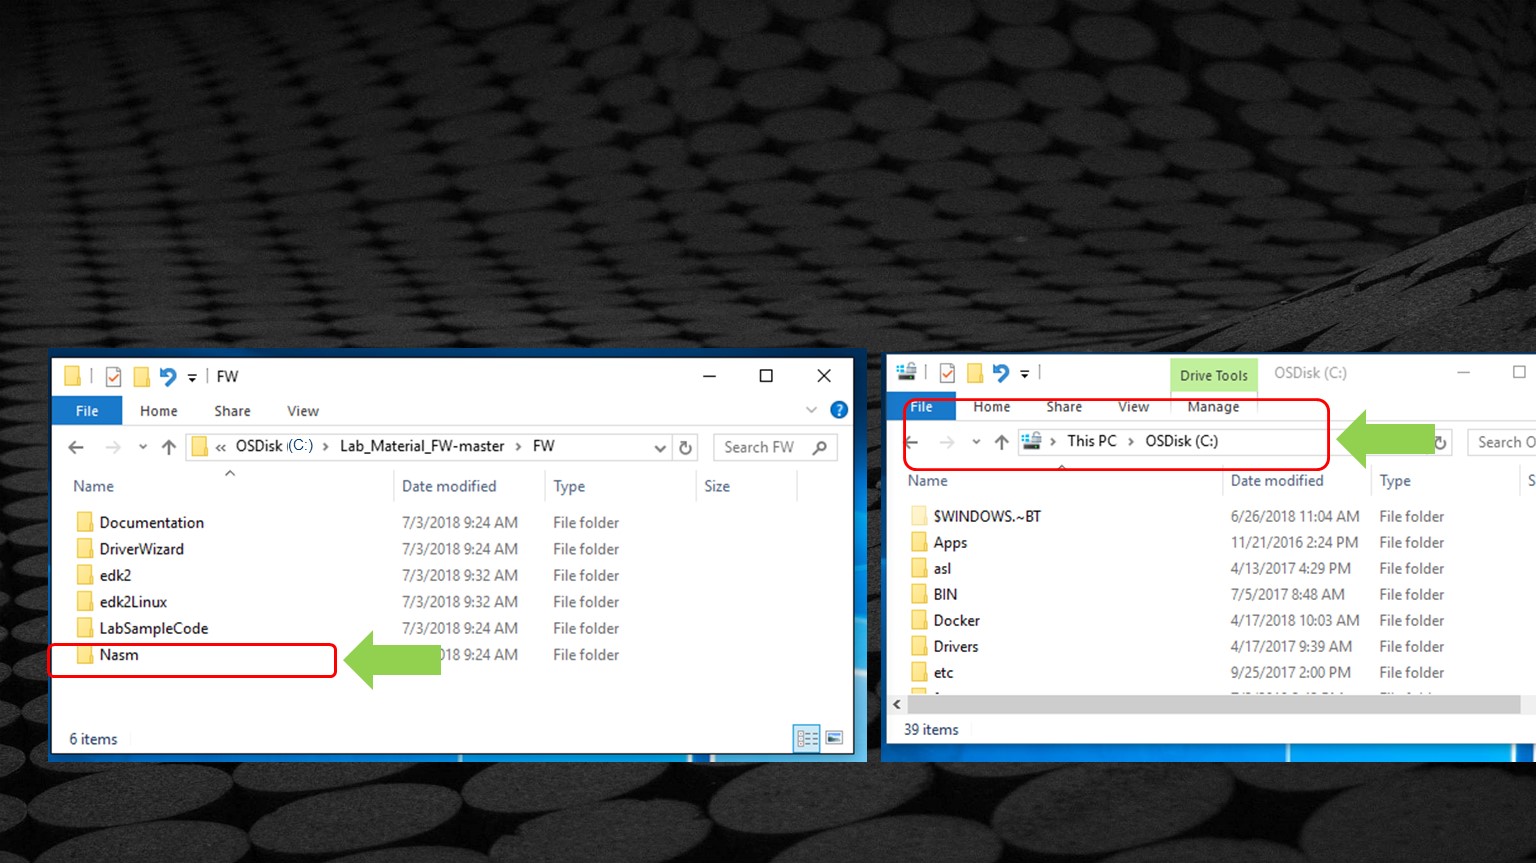 FW
File Home Share View
« OSDisk (C:) › Lab_Material_FW-master › FW Search FW
Name Date modified Type Size
Documentation 7/3/2018 9:24 AM File folder
DriverWizard 7/3/2018 9:24 AM File folder
edk2 7/3/2018 9:32 AM File folder
edk2Linux 7/3/2018 9:32 AM File folder
LabSampleCode 7/3/2018 9:24 AM File folder
Nasm 018 9:24 AM File folder
6 items
Drive Tools OSDisk (C:)
File Home Share View Manage
› This PC › OSDisk (C:) Search
Name Date modified Type
$WINDOWS.~BT 6/26/2018 11:04 AM File folder
Apps 11/21/2016 2:24 PM File folder
asl 4/13/2017 4:29 PM File folder
BIN 7/5/2017 8:48 AM File folder
Docker 4/17/2018 10:03 AM File folder
Drivers 4/17/2017 9:39 AM File folder
etc 9/25/2017 2:00 PM File folder
39 items